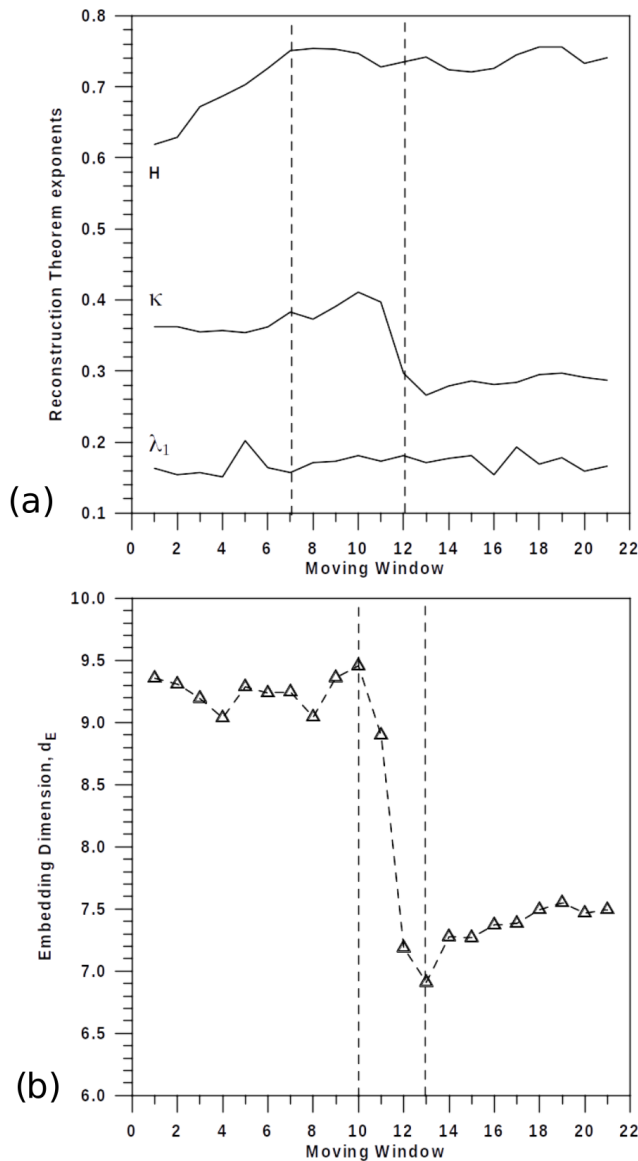 0.8
0.7
0.6
0.5
0.4
0.3
0.2
0.1
Reconstruction Theorem exponents
H
κ
λ1
(a)
0 2 4 6 8 10 12 14 16 18 20 22
Moving Window
10.0
9.5
9.0
8.5
8.0
7.5
7.0
6.5
6.0
Embedding Dimension, dE
(b)
0 2 4 6 8 10 12 14 16 18 20 22
Moving Window